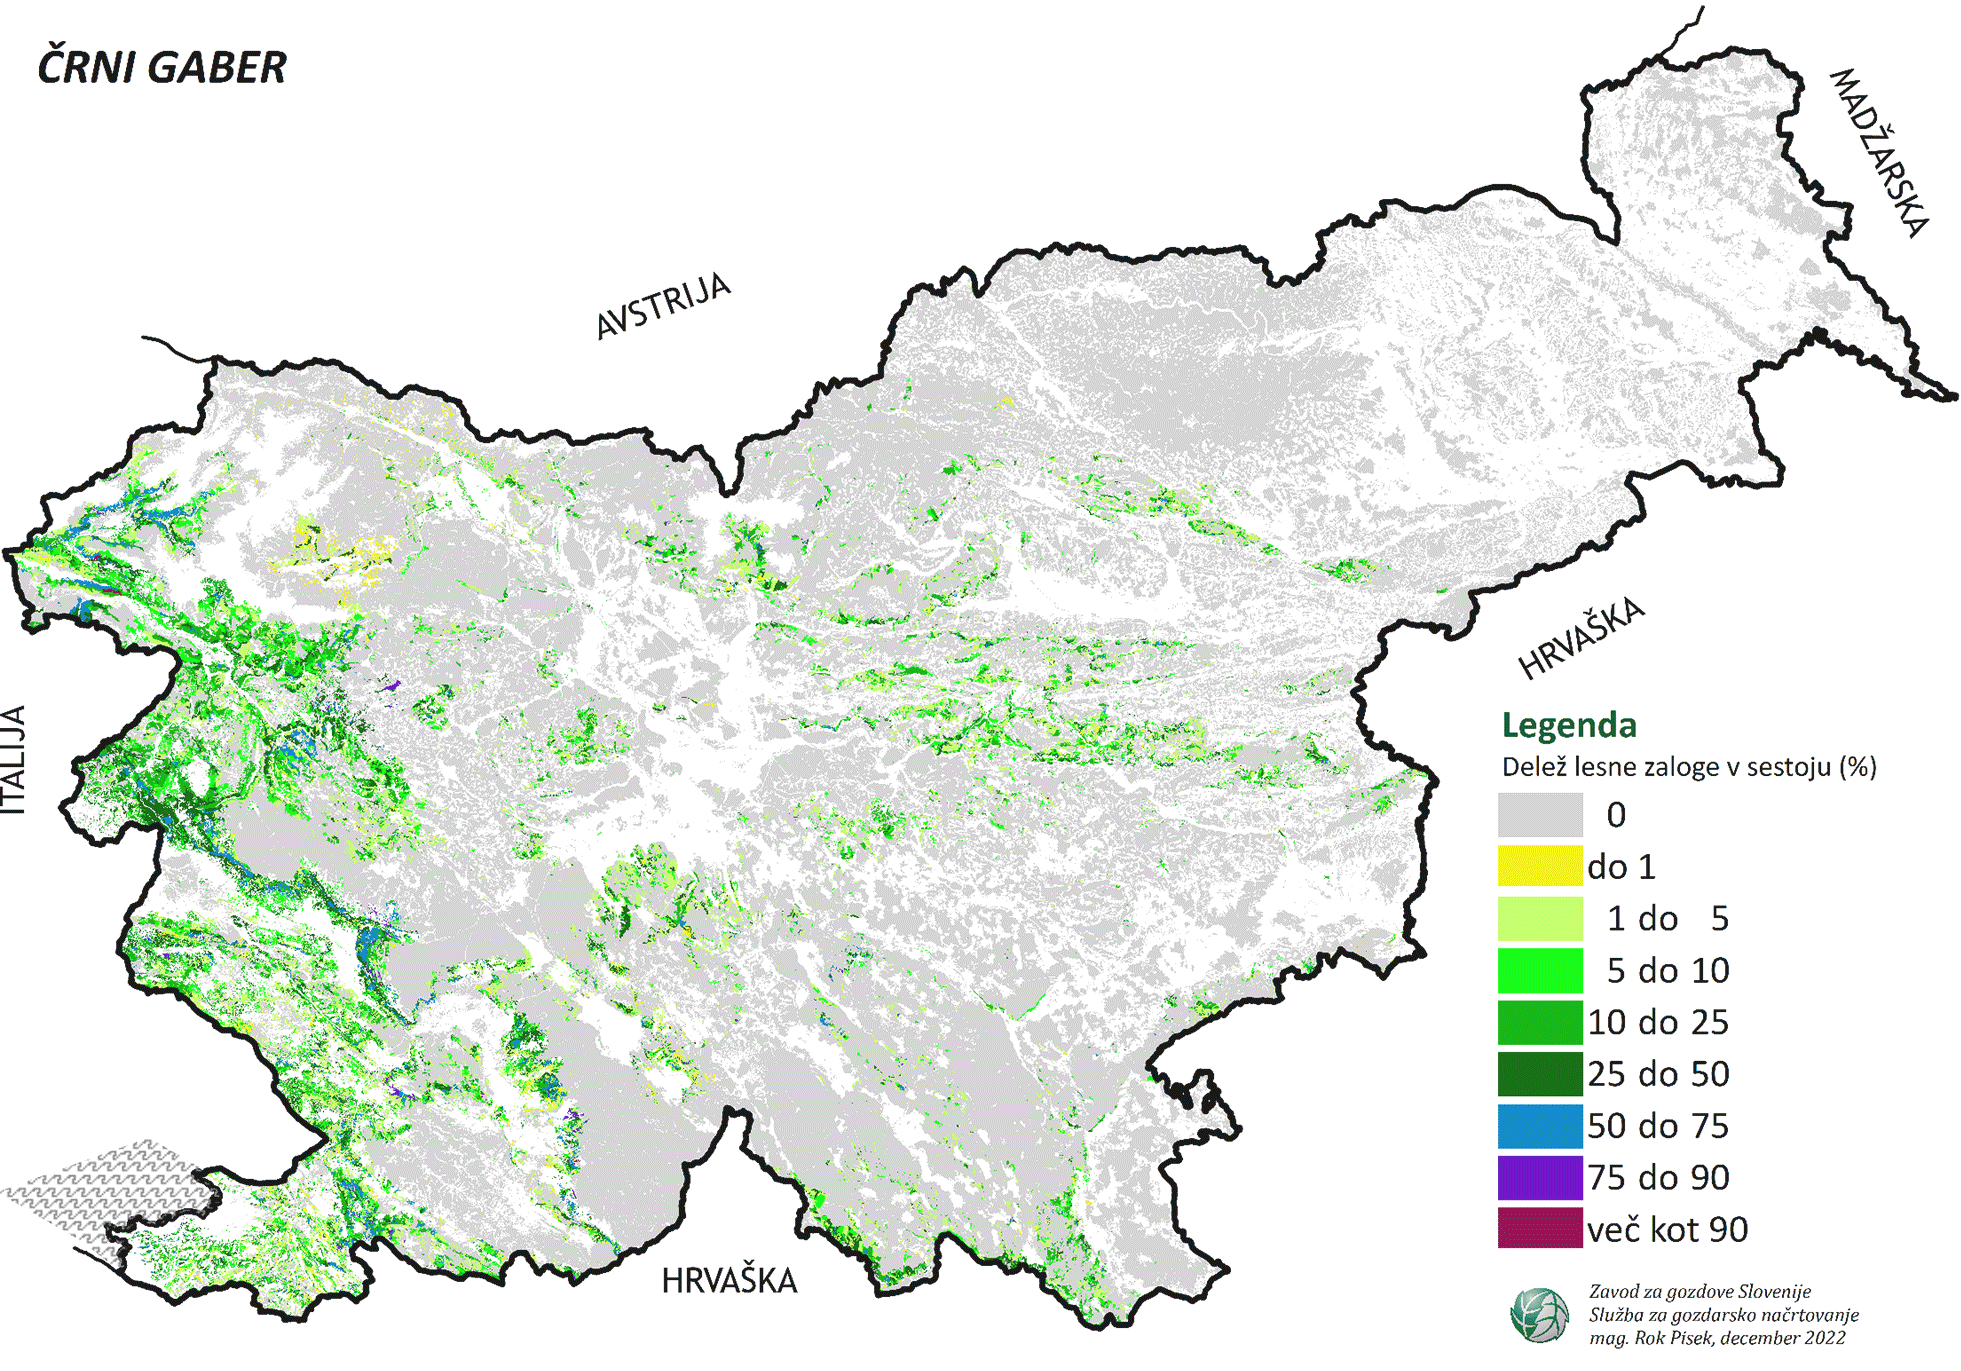 ČRNI GABER
MADŽARSKA
AVSTRIJA
HRVAŠKA
ITALIJA
Legenda
Delež lesne zaloge v sestoju (%)
0
do 1
1 do 5
5 do 10
10 do 25
25 do 50
50 do 75
75 do 90
več kot 90
HRVAŠKA
Zavod za gozdove Slovenije
Služba za gozdarsko načrtovanje
mag. Rok Pisek, december 2022